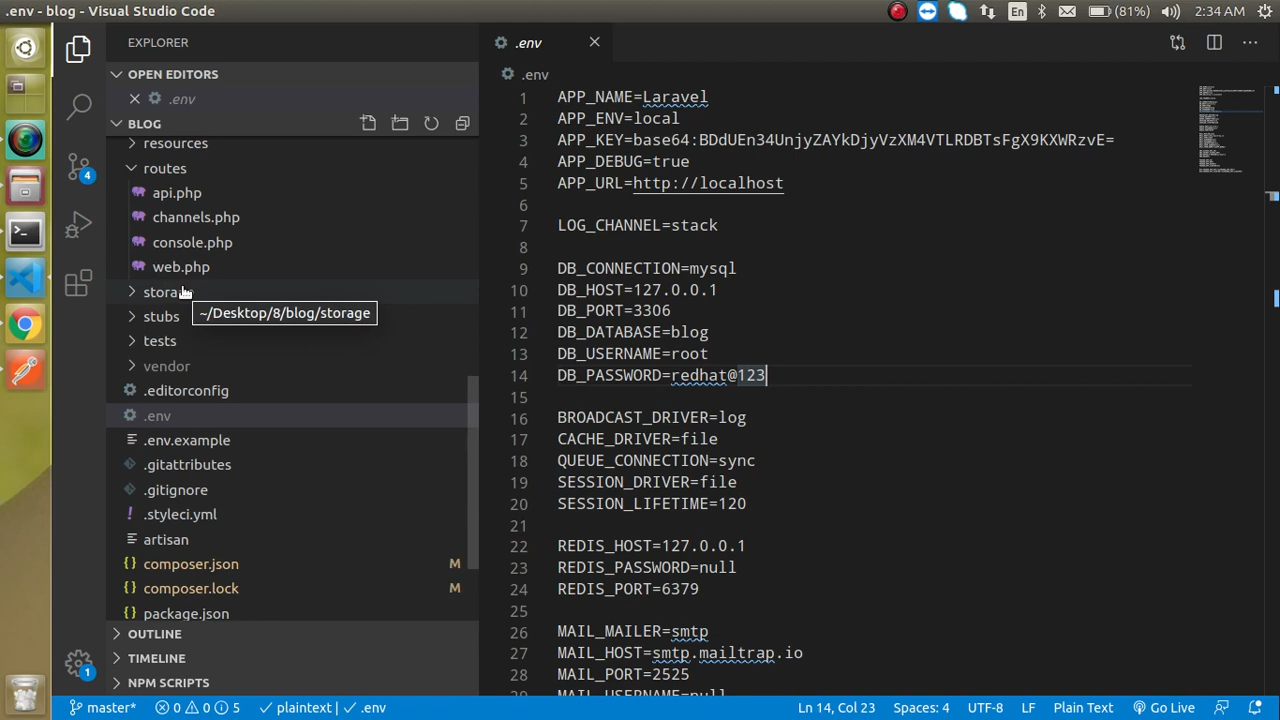 .env - blog - Visual Studio Code
En
(81%)
2:34 AM
EXPLORER
OPEN EDITORS
.env
BLOG
resources
routes
api.php
channels.php
console.php
web.php
storage
~/Desktop/8/blog/storage
stubs
tests
vendor
.editorconfig
.env
.env.example
.gitattributes
.gitignore
.styleci.yml
artisan
composer.json M
composer.lock M
package.json
OUTLINE
TIMELINE
NPM SCRIPTS
4
1
.env
.env
1 APP_NAME=Laravel
2 APP_ENV=local
3 APP_KEY=base64:BDdUEn34UnjyZAYkDjyVzXM4VTLRDBTsFgX9KXWRzvE=
4 APP_DEBUG=true
5 APP_URL=http://localhost
6
7 LOG_CHANNEL=stack
8
9 DB_CONNECTION=mysql
10 DB_HOST=127.0.0.1
11 DB_PORT=3306
12 DB_DATABASE=blog
13 DB_USERNAME=root
14 DB_PASSWORD=redhat@123
15
16 BROADCAST_DRIVER=log
17 CACHE_DRIVER=file
18 QUEUE_CONNECTION=sync
19 SESSION_DRIVER=file
20 SESSION_LIFETIME=120
21
22 REDIS_HOST=127.0.0.1
23 REDIS_PASSWORD=null
24 REDIS_PORT=6379
25
26 MAIL_MAILER=smtp
27 MAIL_HOST=smtp.mailtrap.io
28 MAIL_PORT=2525
29 MAIL_USERNAME=null
master* 0 0 5 plaintext | .env Ln 14, Col 23 Spaces: 4 UTF-8 LF Plain Text Go Live